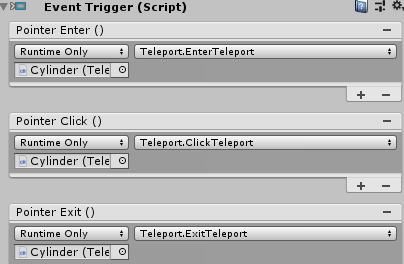 Event Trigger (Script)
Pointer Enter ()
Runtime Only Teleport.EnterTeleport
Cylinder (Tele
Pointer Click ()
Runtime Only Teleport.ClickTeleport
Cylinder (Tele
Pointer Exit ()
Runtime Only Teleport.ExitTeleport
Cylinder (Tele